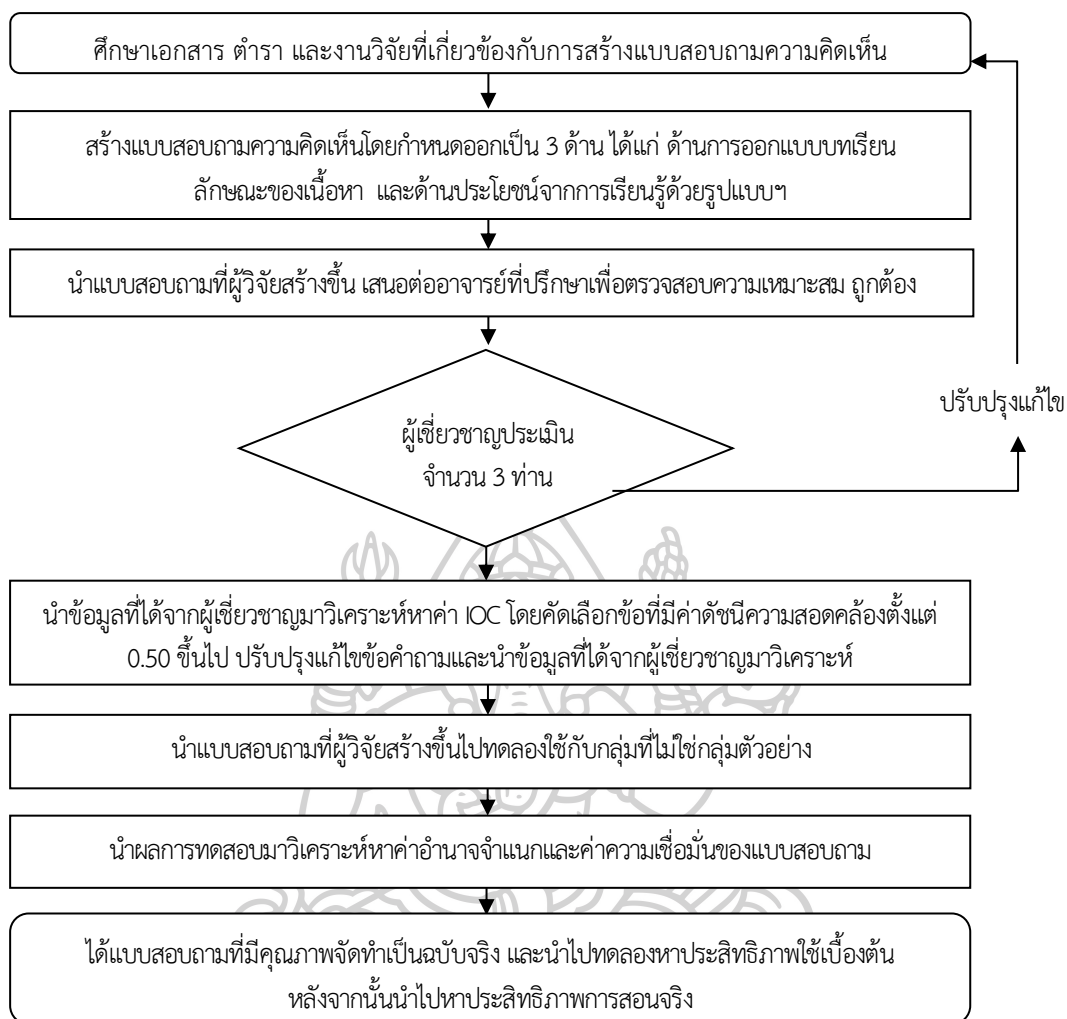 ศึกษาเอกสาร ตำรา และงานวิจัยที่เกี่ยวข้องกับการสร้างแบบสอบถามความคิดเห็น
สร้างแบบสอบถามความคิดเห็นโดยกำหนดออกเป็น 3 ด้าน ได้แก่ ด้านการออกแบบบทเรียน
ลักษณะของเนื้อหา และด้านประโยชน์จากการเรียนรู้ด้วยรูปแบบฯ
นำแบบสอบถามที่ผู้วิจัยสร้างขึ้น เสนอต่ออาจารย์ที่ปรึกษาเพื่อตรวจสอบความเหมาะสม ถูกต้อง
ปรับปรุงแก้ไข
ผู้เชี่ยวชาญประเมิน
จำนวน 3 ท่าน
นำข้อมูลที่ได้จากผู้เชี่ยวชาญมาวิเคราะห์หาค่า IOC โดยคัดเลือกข้อที่มีค่าดัชนีความสอดคล้องตั้งแต่
0.50 ขึ้นไป ปรับปรุงแก้ไขข้อคำถามและนำข้อมูลที่ได้จากผู้เชี่ยวชาญมาวิเคราะห์
นำแบบสอบถามที่ผู้วิจัยสร้างขึ้นไปทดลองใช้กับกลุ่มที่ไม่ใช่กลุ่มตัวอย่าง
นำผลการทดสอบมาวิเคราะห์หาค่าอำนาจจำแนกและค่าความเชื่อมั่นของแบบสอบถาม
ได้แบบสอบถามที่มีคุณภาพจัดทำเป็นฉบับจริง และนำไปทดลองหาประสิทธิภาพใช้เบื้องต้น
หลังจากนั้นนำไปหาประสิทธิภาพการสอนจริง